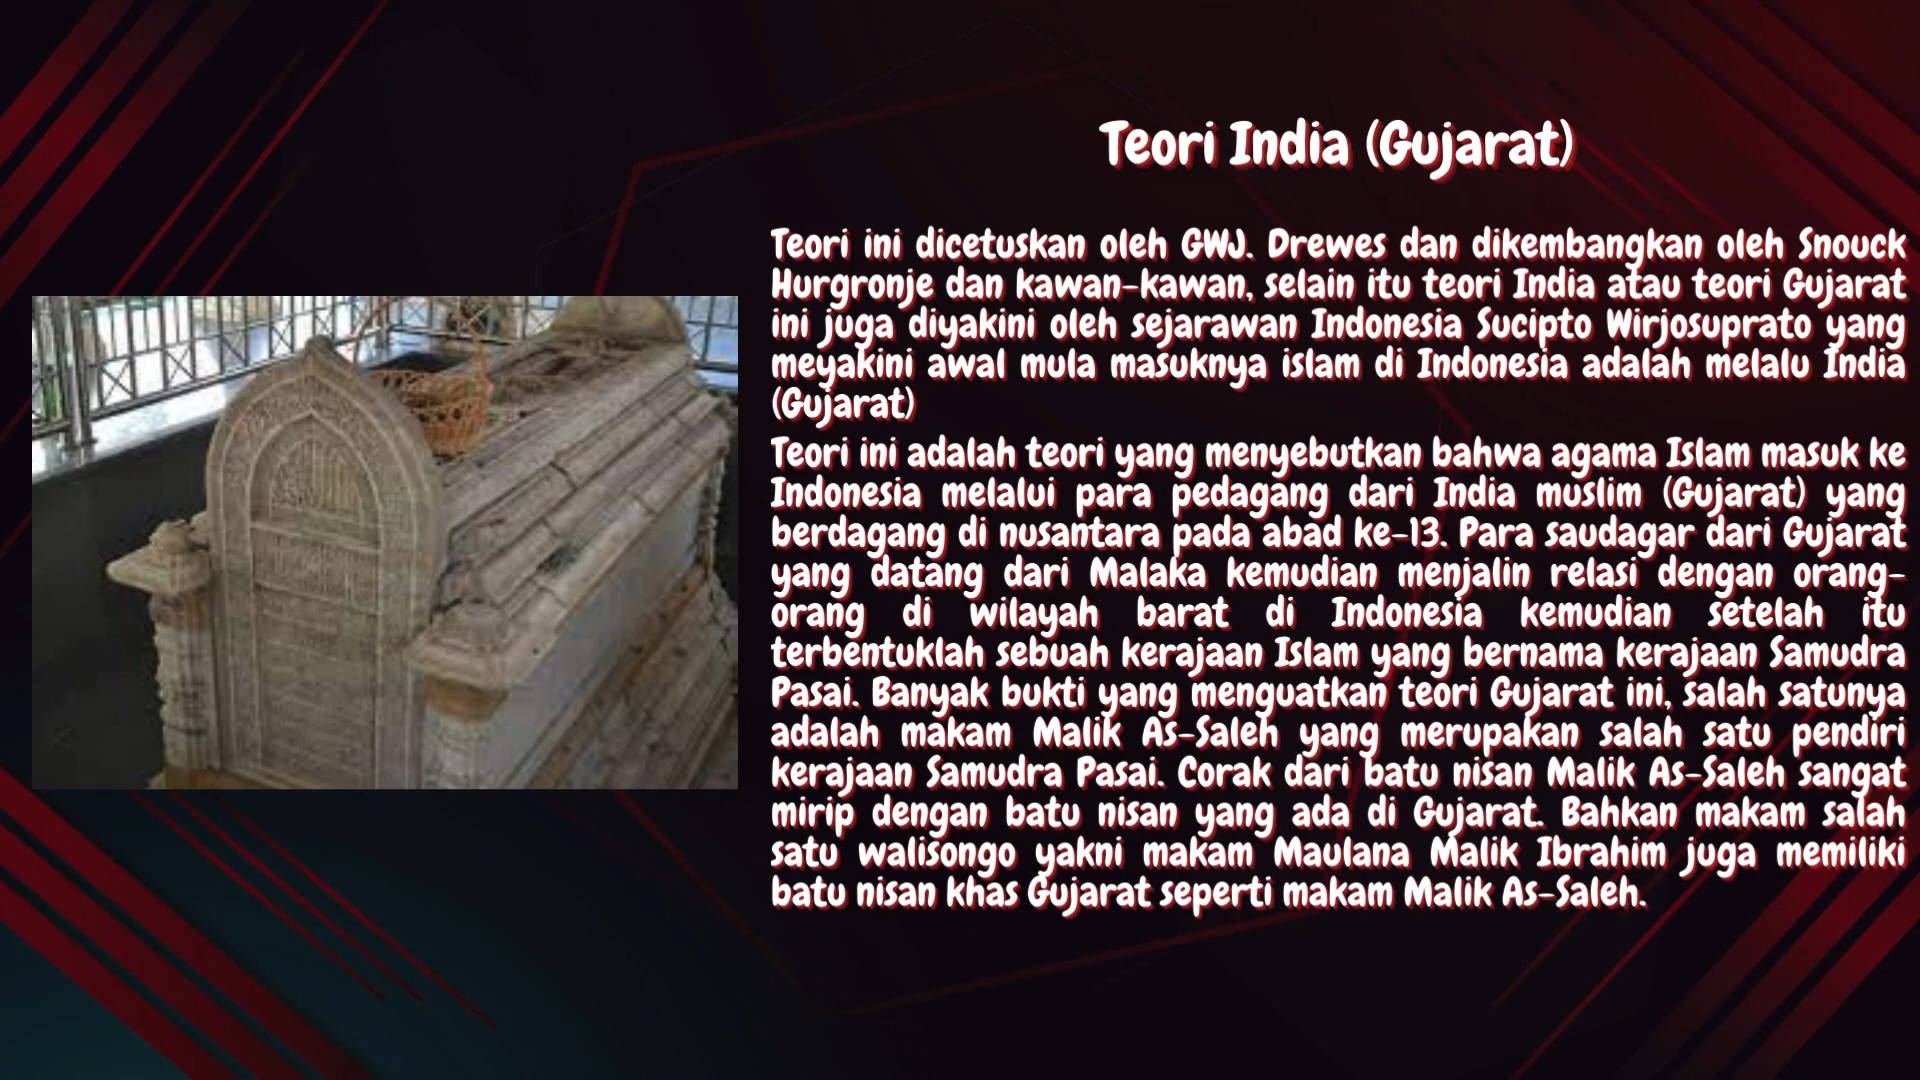 Teori India (Gujarat)
Teori ini dicetuskan oleh GWJ. Drewes dan dikembangkan oleh Snouck
Hurgronje dan kawan-kawan, selain itu teori India atau teori Gujarat
ini juga diyakini oleh sejarawan Indonesia Sucipto Wirjosuprato yang
meyakini awal mula masuknya islam di Indonesia adalah melalu India
(Gujarat)
Teori ini adalah teori yang menyebutkan bahwa agama Islam masuk ke
Indonesia melalui para pedagang dari India muslim (Gujarat) yang
berdagang di nusantara pada abad ke-13. Para saudagar dari Gujarat
yang datang dari Malaka kemudian menjalin relasi dengan orang-
orang di wilayah barat di Indonesia kemudian setelah itu
terbentuklah sebuah kerajaan Islam yang bernama kerajaan Samudra
Pasai. Banyak bukti yang menguatkan teori Gujarat ini, salah satunya
adalah makam Malik As-Saleh yang merupakan salah satu pendiri
kerajaan Samudra Pasai. Corak dari batu nisan Malik As-Saleh sangat
mirip dengan batu nisan yang ada di Gujarat. Bahkan makam salah
satu walisongo yakni makam Maulana Malik Ibrahim juga memiliki
batu nisan khas Gujarat seperti makam Malik As-Saleh.